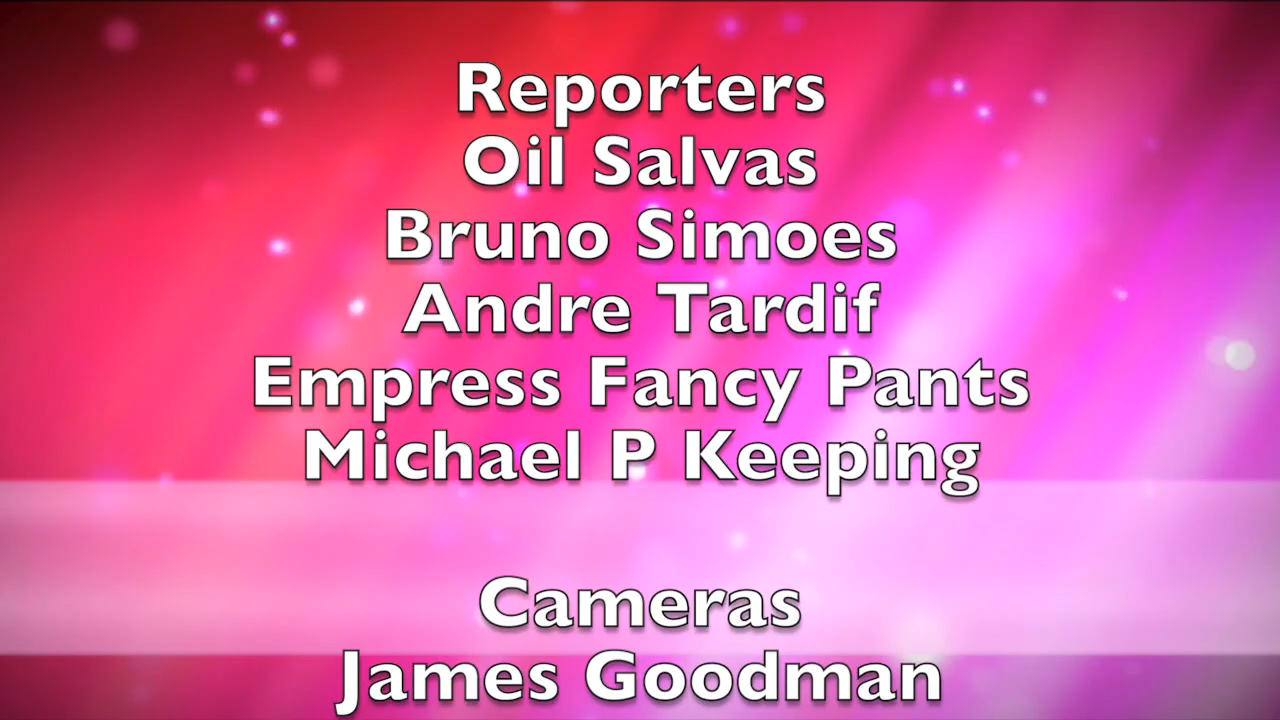 Reporters
Oil Salvas
Bruno Simoes
Andre Tardif
Empress Fancy Pants
Michael P Keeping
Cameras
James Goodman